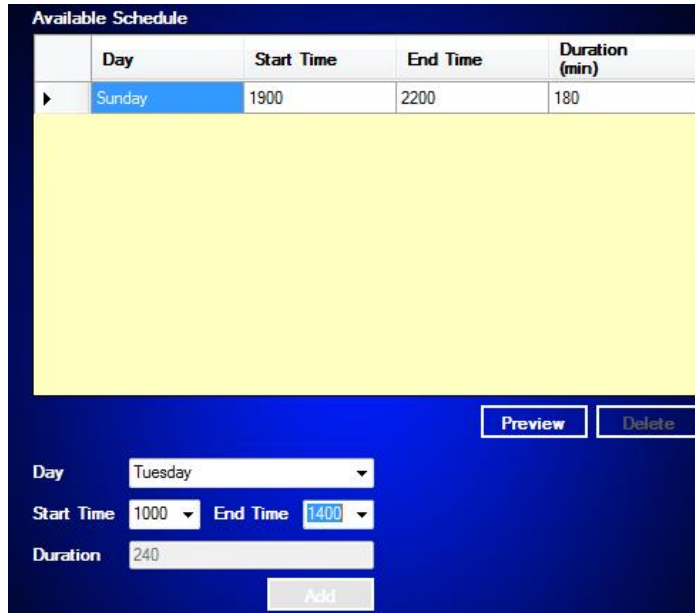 Available Schedule
Day Start Time End Time Duration (min)
Sunday 1900 2200 180
Preview Delete
Day Tuesday
Start Time 1000 End Time 1400
Duration 240
Add